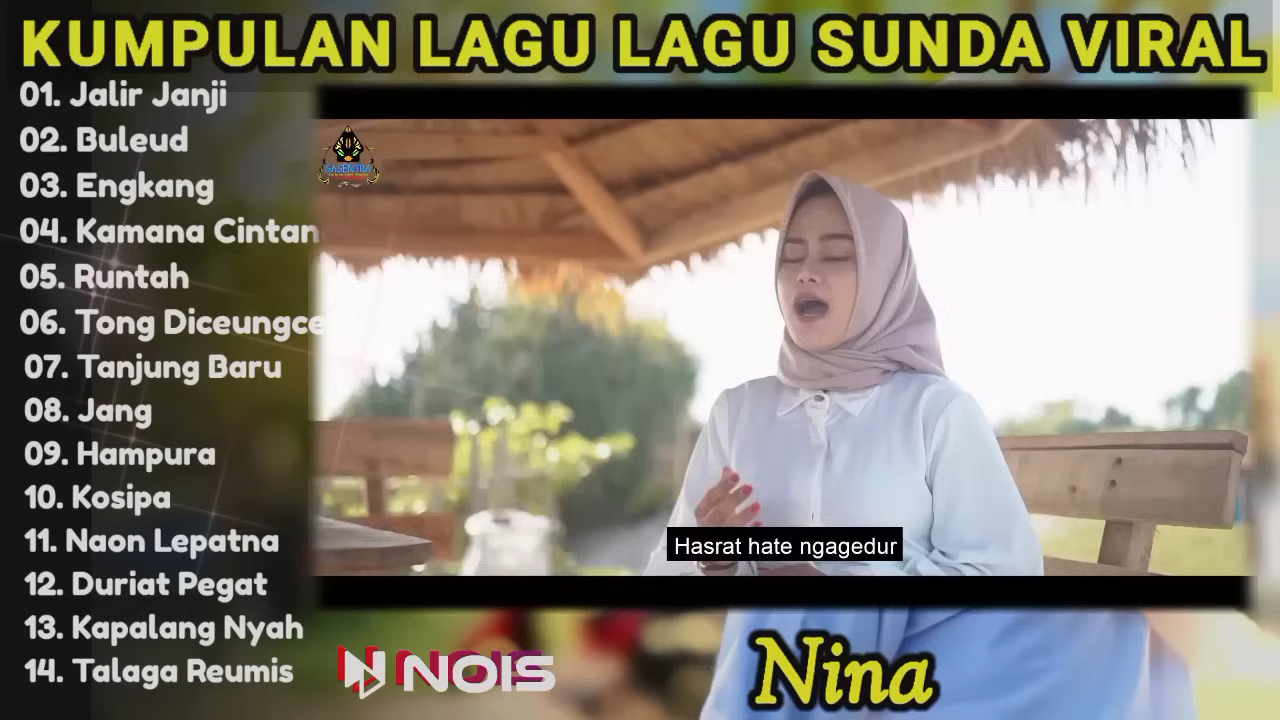 KUMPULAN LAGU LAGU SUNDA VIRAL
01. Jalir Janji
02. Buleud
03. Engkang
04. Kamana Cintan
05. Runtah
06. Tong Diceungce
07. Tanjung Baru
08. Jang
09. Hampura
10. Kosipa
11. Naon Lepatna
12. Duriat Pegat
13. Kapalang Nyah
14. Talaga Reumis
GASENTRA
Hasrat hate ngagedur
NOIS
Nina